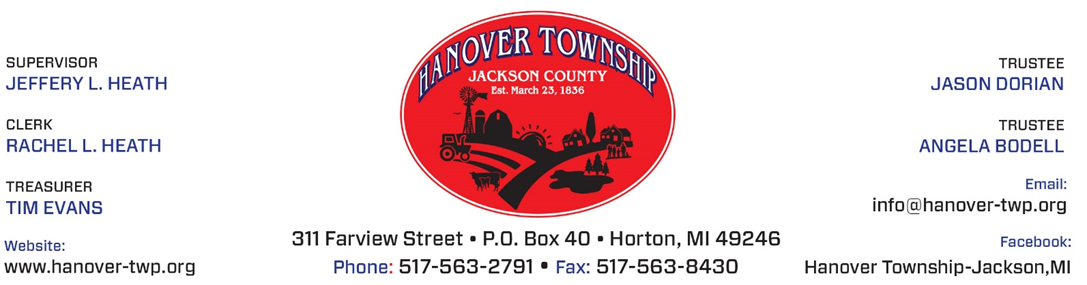 SUPERVISOR
JEFFERY L. HEATH
CLERK
RACHEL L. HEATH
TREASURER
TIM EVANS
Website:
www.hanover-twp.org
HANOVER TOWNSHIP
JACKSON COUNTY
Est. March 23, 1836
311 Farview Street • P.O. Box 40 • Horton, MI 49246
Phone: 517-563-2791 • Fax: 517-563-8430
TRUSTEE
JASON DORIAN
TRUSTEE
ANGELA BODELL
Email:
info@hanover-twp.org
Facebook:
Hanover Township-Jackson,MI